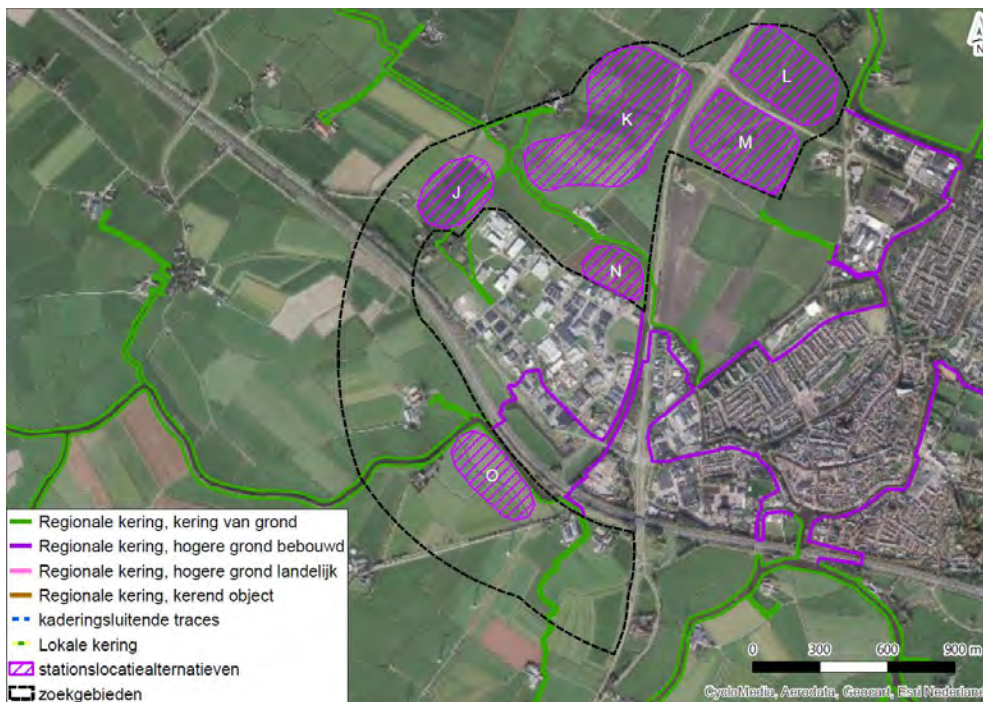 L
K
M
J
N
O
Regionale kering, kering van grond
Regionale kering, hogere grond bebouwd
Regionale kering, hogere grond landelijk
Regionale kering, kerend object
kaderingsluitende traces
Lokale kering
stationslocatiealternatieven
zoekgebieden
0 300 600 900 m
CycloMedia, Aerodata, Geocart, Esri Nederland
N